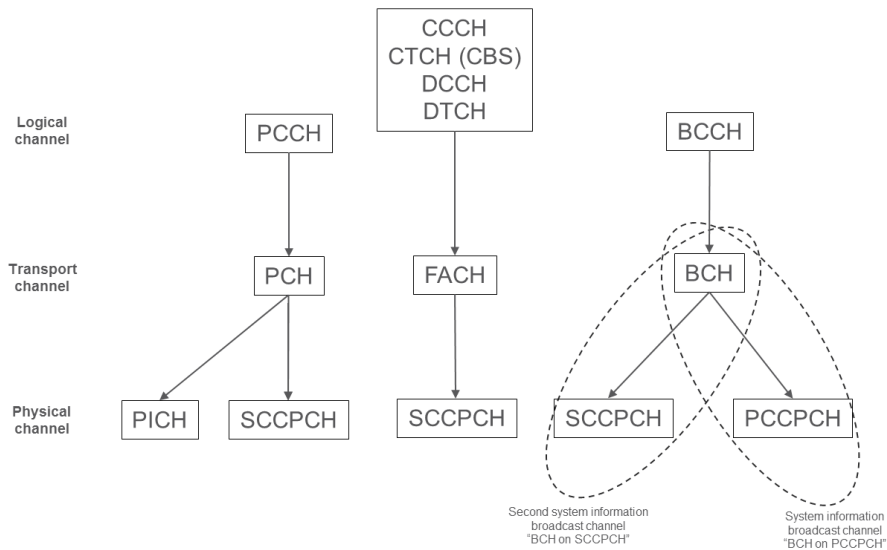 CCCH
CTCH (CBS)
DCCH
DTCH
Logical
channel
PCCH
BCCH
Transport
channel
PCH
FACH
BCH
Physical
channel
PICH
SCCPCH
SCCPCH
SCCPCH
PCCPCH
Second system information
broadcast channel
"BCH on SCCPCH"
System information
broadcast channel
"BCH on PCCPCH"